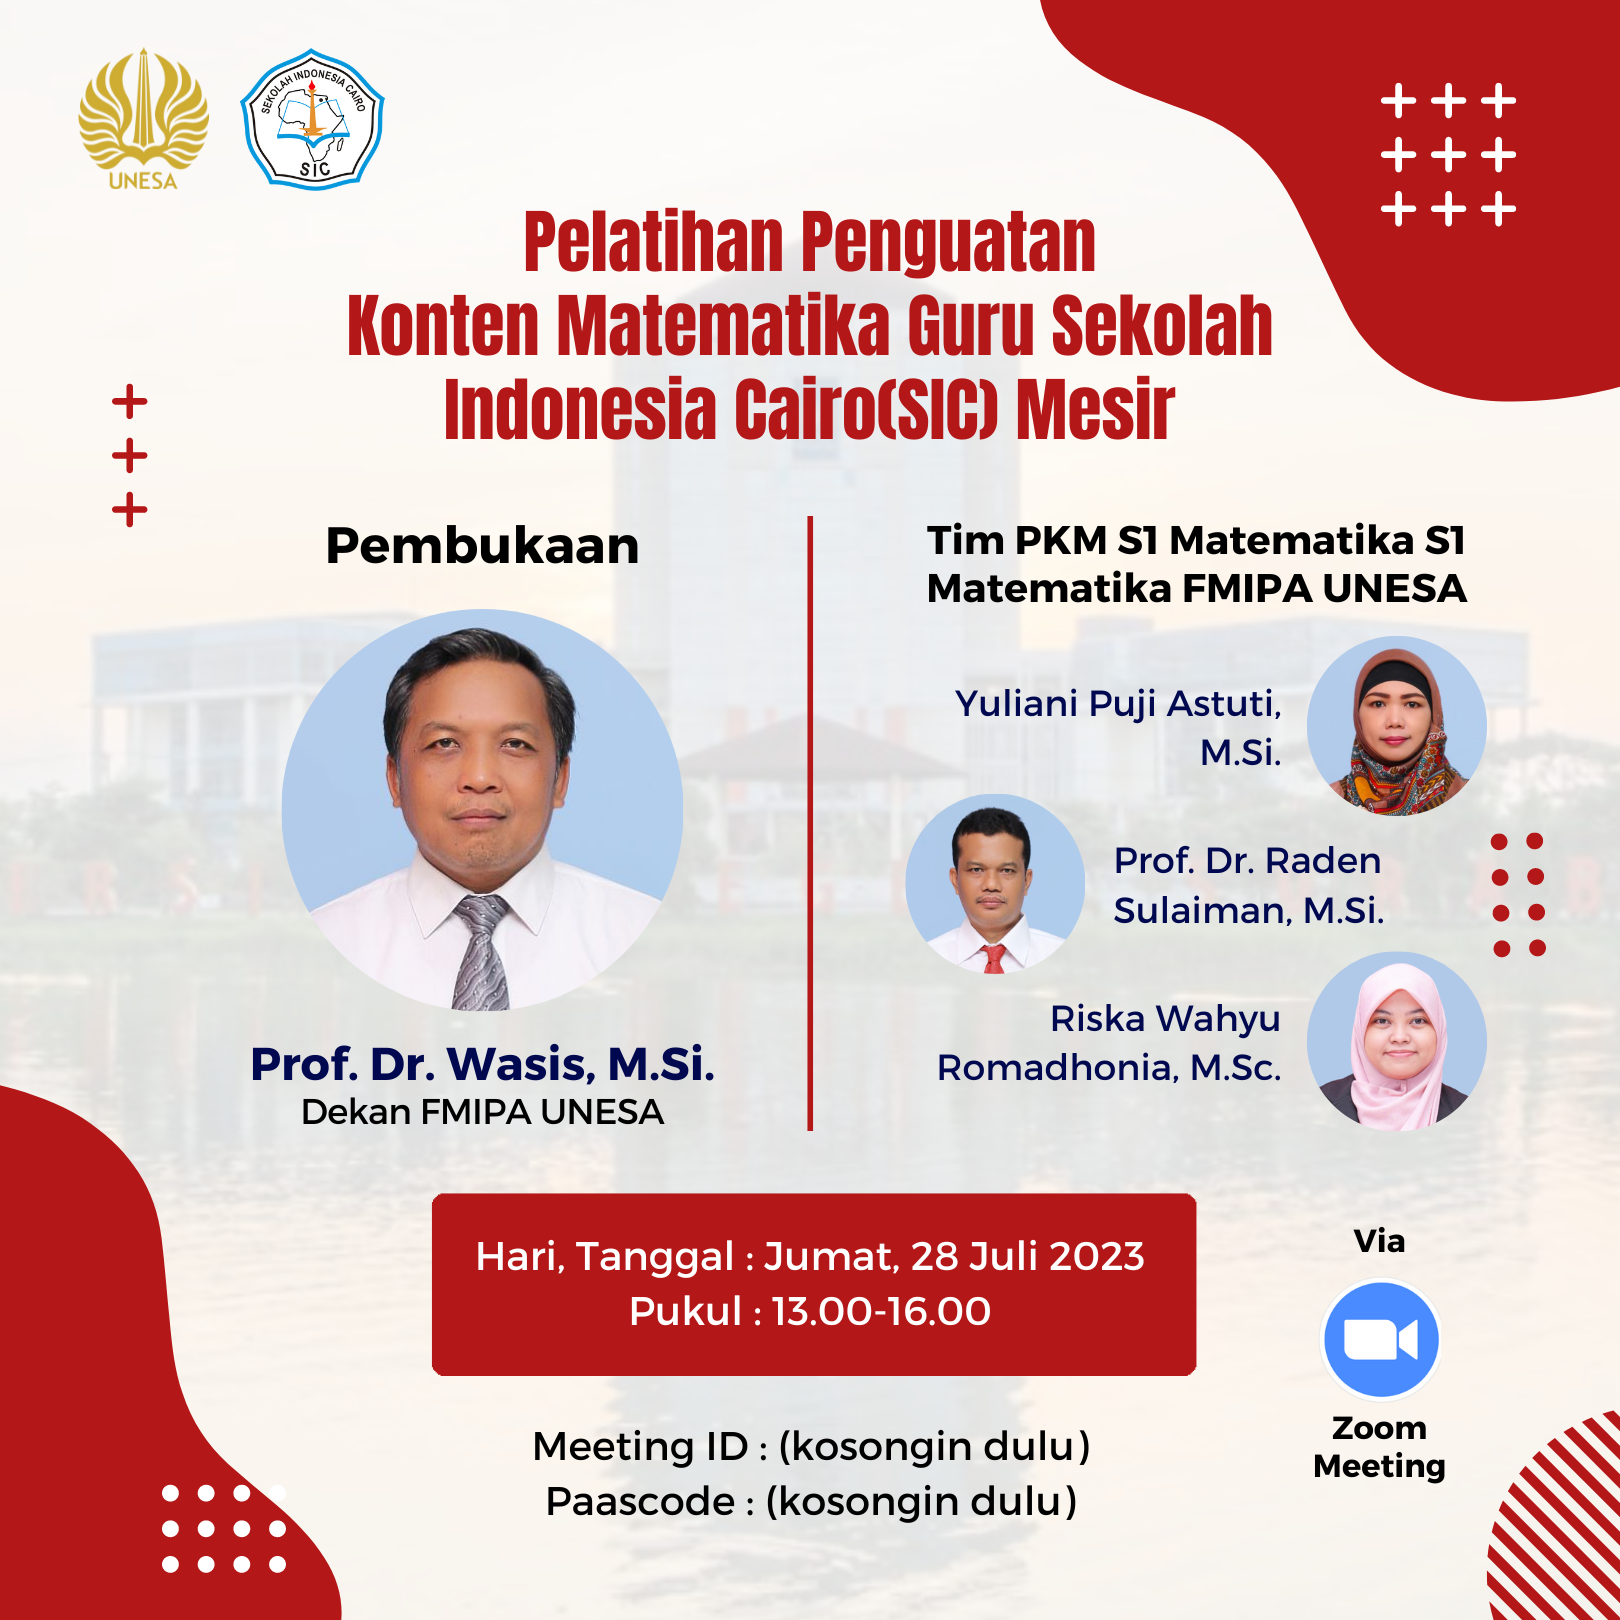 UNESA
SEKOLAH INDONESIA CAIRO
SIC
Pelatihan Penguatan
Konten Matematika Guru Sekolah
Indonesia Cairo(SIC) Mesir
Pembukaan
Prof. Dr. Wasis, M.Si.
Dekan FMIPA UNESA
Tim PKM S1 Matematika S1
Matematika FMIPA UNESA
Yuliani Puji Astuti,
M.Si.
Prof. Dr. Raden
Sulaiman, M.Si.
Riska Wahyu
Romadhonia, M.Sc.
Hari, Tanggal : Jumat, 28 Juli 2023
Pukul : 13.00-16.00
Via
Zoom
Meeting
Meeting ID : (kosongin dulu)
Paascode : (kosongin dulu)